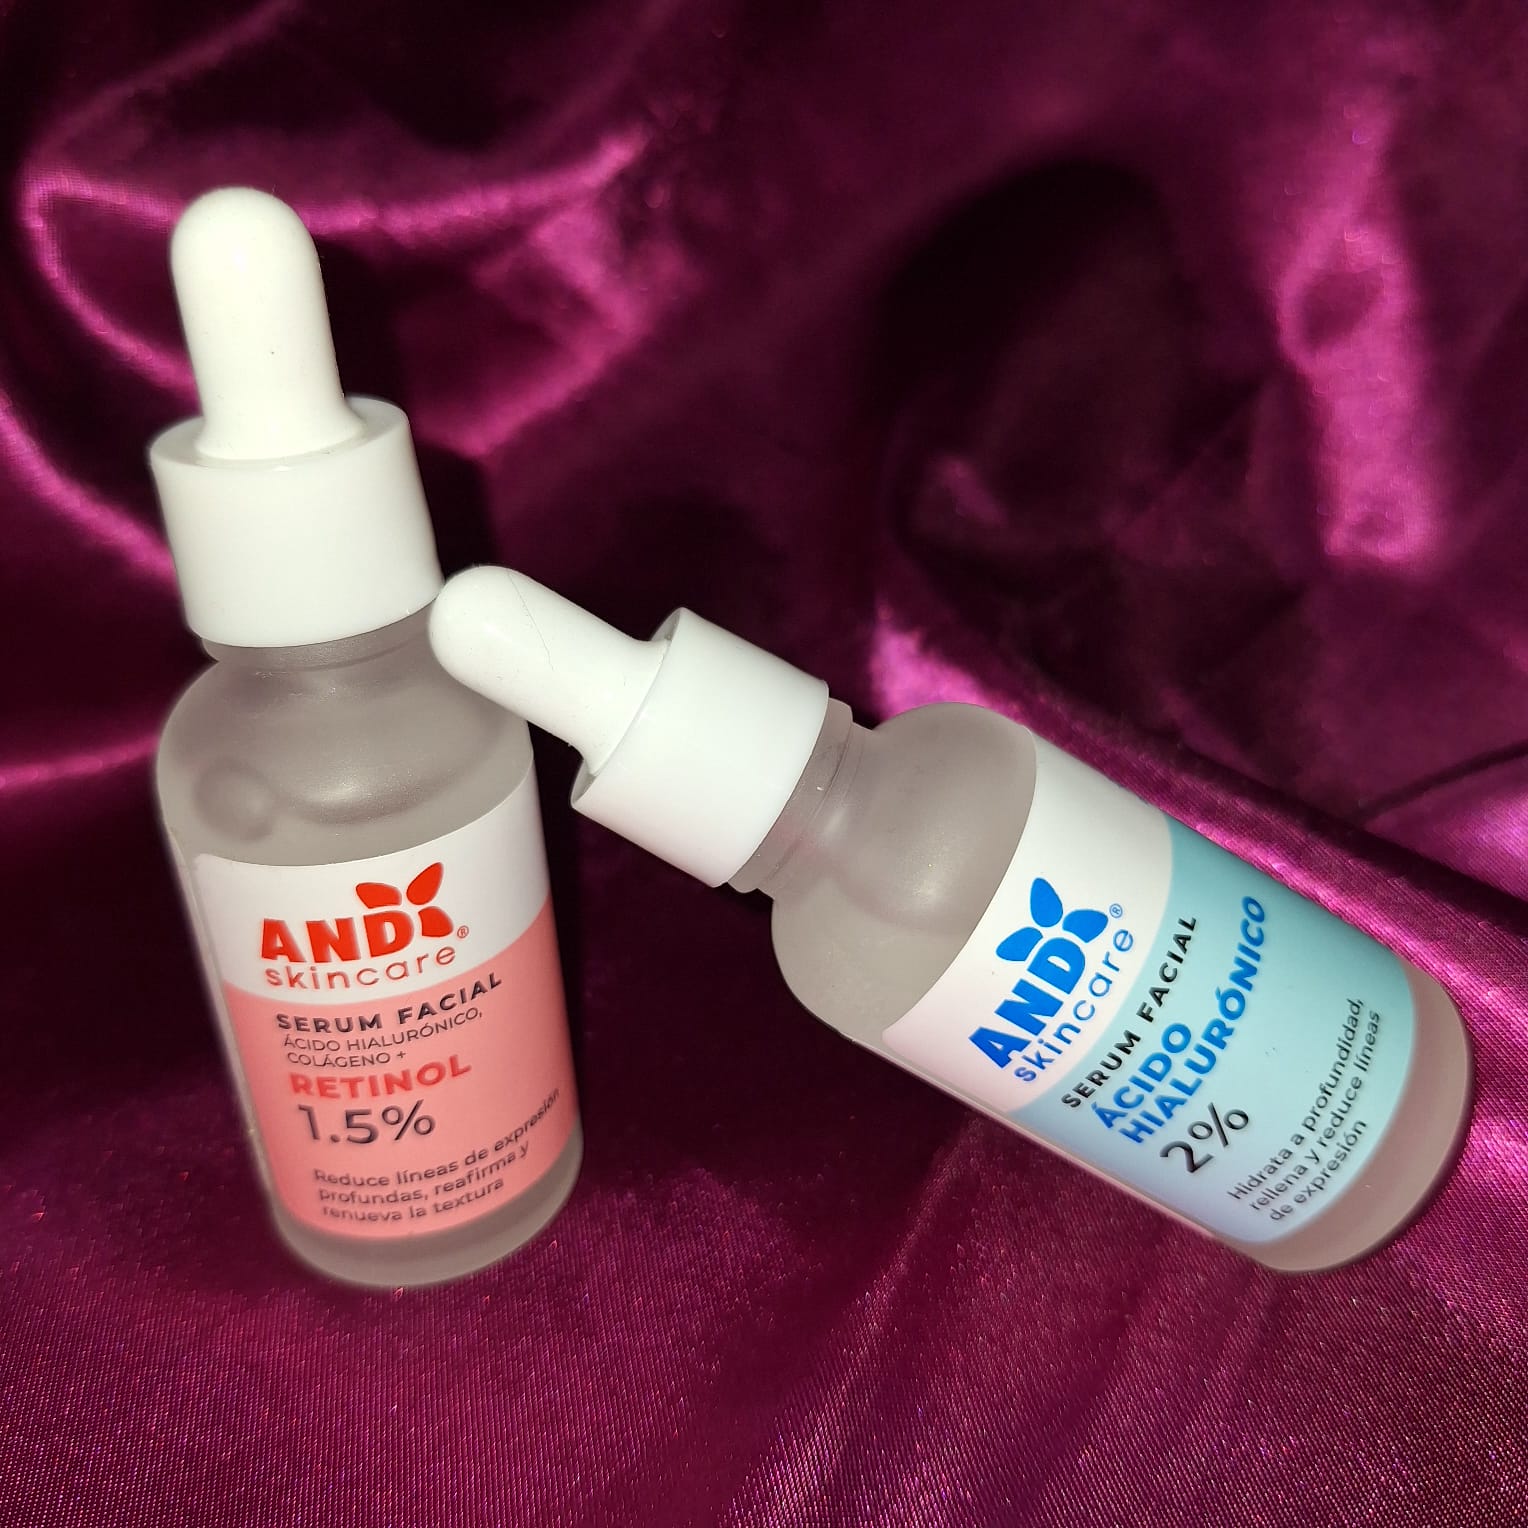 ANDI®
skincare
SERUM FACIAL
ÁCIDO HIALURÓNICO,
COLÁGENO +
RETINOL
1.5%
Reduce líneas de expresión
profundas, reafirma y
renueva la textura
ANDI®
skincare
SERUM FACIAL
ÁCIDO
HIALURÓNICO
2%
Hidrata a profundidad,
rellena y reduce líneas
de expresión